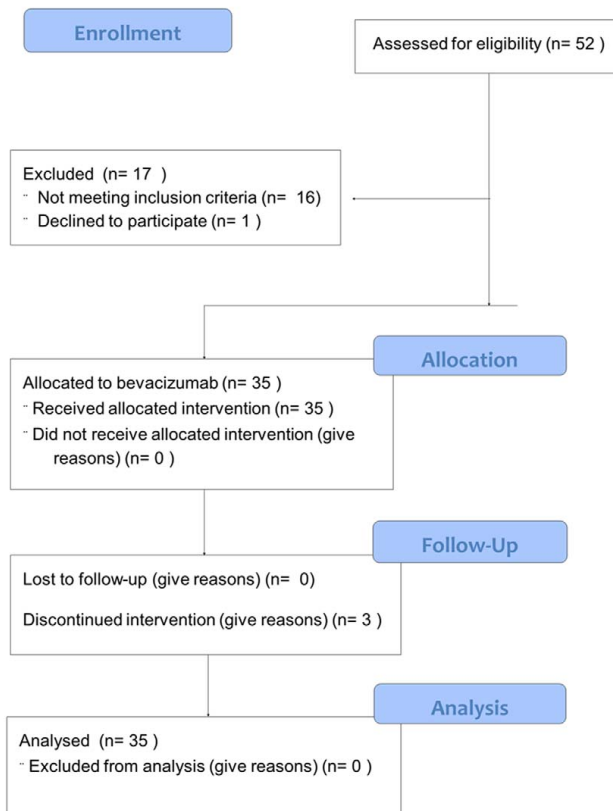 Enrollment
Assessed for eligibility (n= 52 )
Excluded (n= 17 )
¨ Not meeting inclusion criteria (n= 16)
¨ Declined to participate (n= 1 )
Allocation
Allocated to bevacizumab (n= 35 )
¨ Received allocated intervention (n= 35 )
¨ Did not receive allocated intervention (give
reasons) (n= 0 )
Follow-Up
Lost to follow-up (give reasons) (n= 0)
Discontinued intervention (give reasons) (n= 3 )
Analysis
Analysed (n= 35 )
¨ Excluded from analysis (give reasons) (n= 0 )